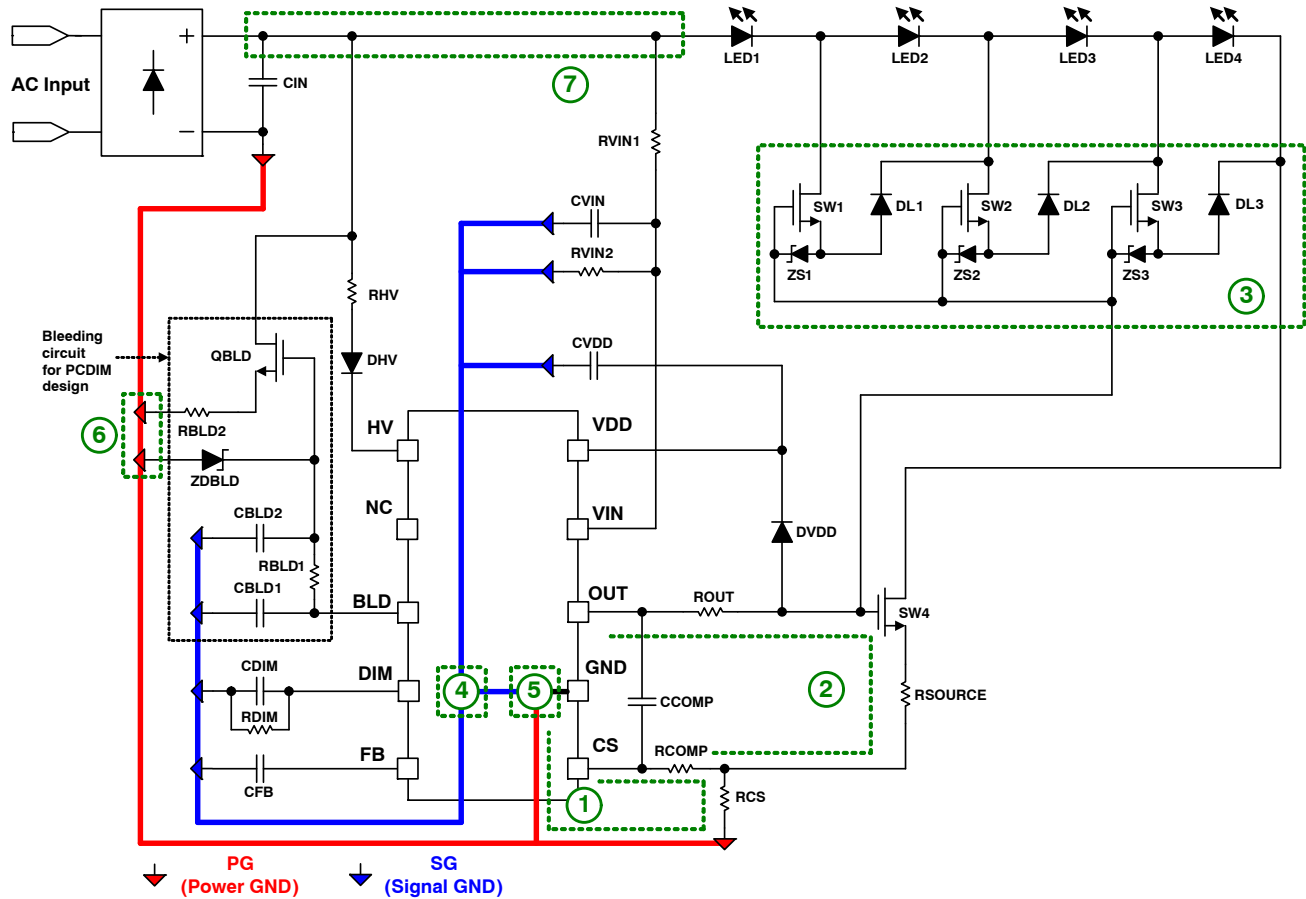 +
AC Input
−
CIN
7
LED1
LED2
LED3
LED4
RVIN1
CVIN
RVIN2
SW1
DL1
SW2
DL2
SW3
DL3
ZS1
ZS2
ZS3
3
RHV
Bleeding
circuit
for PCDIM
design
QBLD
DHV
CVDD
6
RBLD2
ZDBLD
HV
VDD
NC
VIN
DVDD
CBLD2
RBLD1
CBLD1
BLD
OUT
ROUT
SW4
CDIM
RDIM
DIM
GND
4
5
CCOMP
2
RSOURCE
FB
CS
RCOMP
CFB
1
RCS
PG
(Power GND)
SG
(Signal GND)